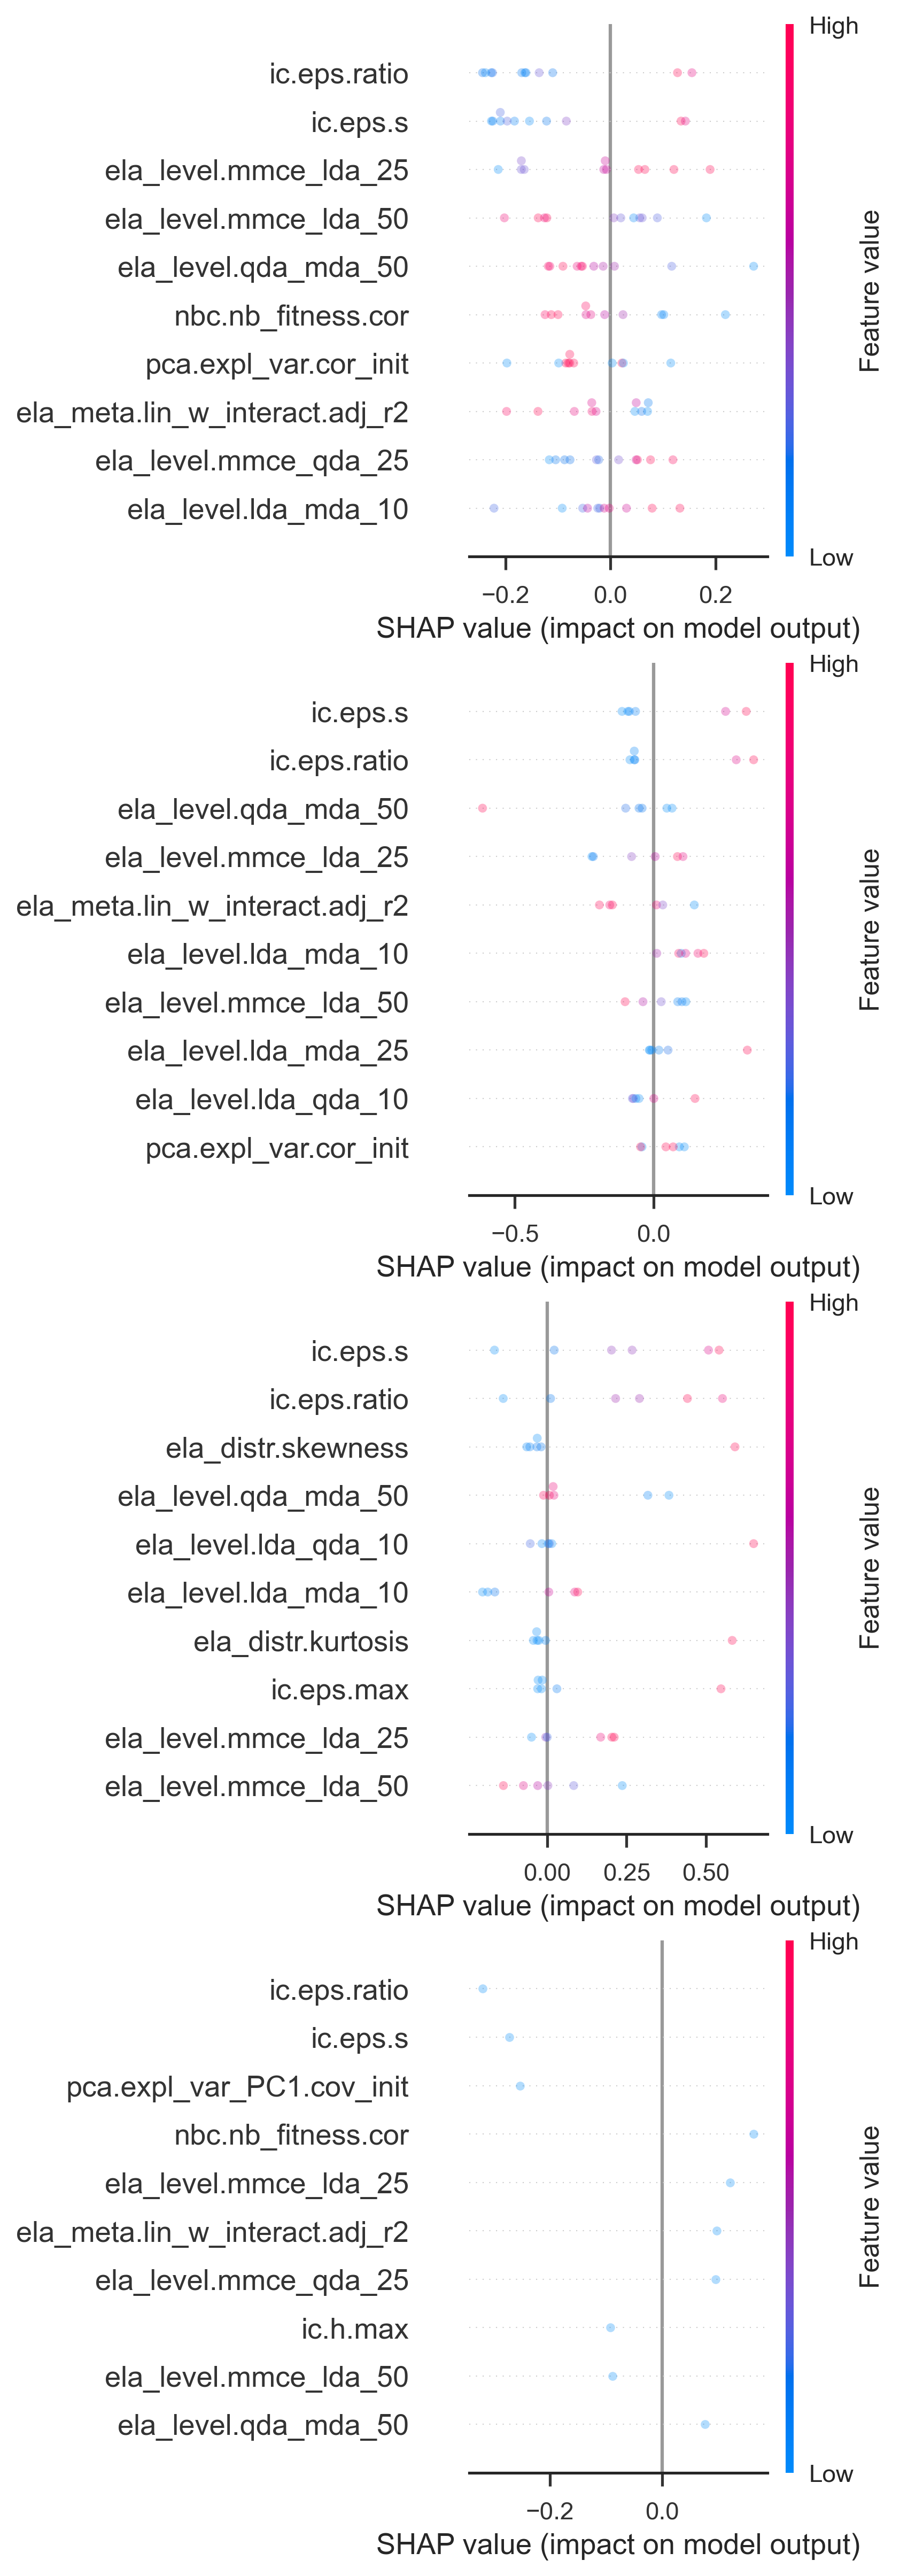 High
ic.eps.ratio
ic.eps.s
ela_level.mmce_lda_25
ela_level.mmce_lda_50
ela_level.qda_mda_50
nbc.nb_fitness.cor
pca.expl_var.cor_init
ela_meta.lin_w_interact.adj_r2
ela_level.mmce_qda_25
ela_level.lda_mda_10
Feature value
Low
−0.2 0.0 0.2
SHAP value (impact on model output)
High
ic.eps.s
ic.eps.ratio
ela_level.qda_mda_50
ela_level.mmce_lda_25
ela_meta.lin_w_interact.adj_r2
ela_level.lda_mda_10
ela_level.mmce_lda_50
ela_level.lda_mda_25
ela_level.lda_qda_10
pca.expl_var.cor_init
Feature value
Low
−0.5 0.0
SHAP value (impact on model output)
High
ic.eps.s
ic.eps.ratio
ela_distr.skewness
ela_level.qda_mda_50
ela_level.lda_qda_10
ela_level.lda_mda_10
ela_distr.kurtosis
ic.eps.max
ela_level.mmce_lda_25
ela_level.mmce_lda_50
Feature value
Low
0.00 0.25 0.50
SHAP value (impact on model output)
High
ic.eps.ratio
ic.eps.s
pca.expl_var_PC1.cov_init
nbc.nb_fitness.cor
ela_level.mmce_lda_25
ela_meta.lin_w_interact.adj_r2
ela_level.mmce_qda_25
ic.h.max
ela_level.mmce_lda_50
ela_level.qda_mda_50
Feature value
Low
−0.2 0.0
SHAP value (impact on model output)